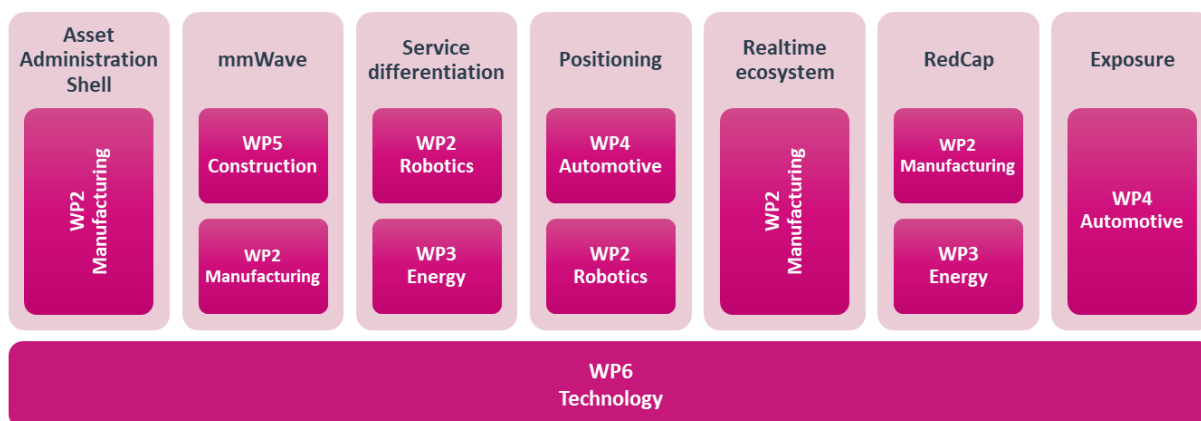 Asset
Administration
Shell
WP2
Manufacturing
mmWave
WP5
Construction
WP2
Manufacturing
Service
differentiation
WP2
Robotics
WP3
Energy
Positioning
WP4
Automotive
WP2
Robotics
Realtime
ecosystem
WP2
Manufacturing
RedCap
WP2
Manufacturing
WP3
Energy
Exposure
WP4
Automotive
WP6
Technology